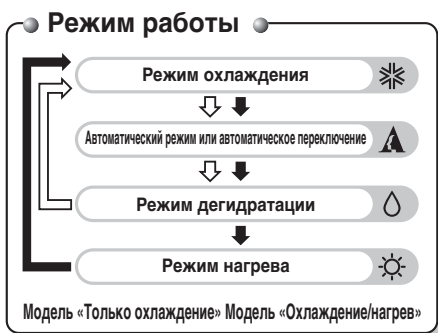 Режим работы
Режим охлаждения
Автоматический режим или автоматическое переключение
Режим дегидратации
Режим нагрева
Модель «Только охлаждение» Модель «Охлаждение/нагрев»